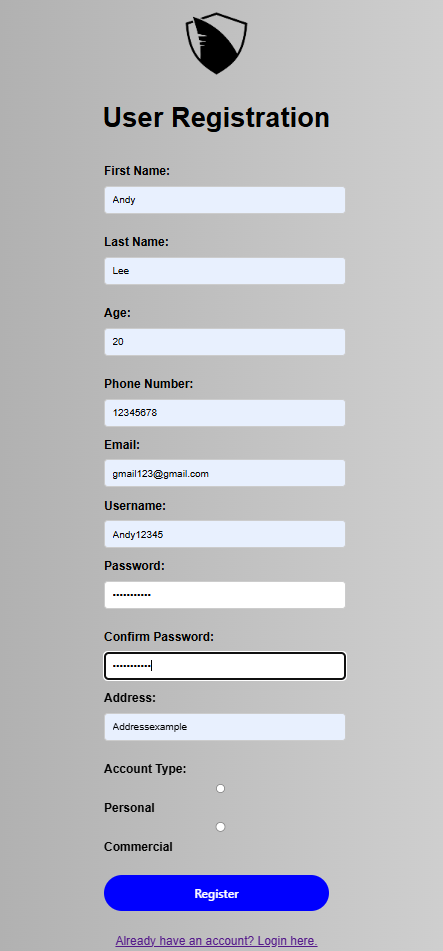 User Registration
First Name:
Andy
Last Name:
Lee
Age:
20
Phone Number:
12345678
Email:
gmail123@gmail.com
Username:
Andy12345
Password:
•••••••••••
Confirm Password:
•••••••••••
Address:
Addressexample
Account Type:
Personal
Commercial
Register
Already have an account? Login here.